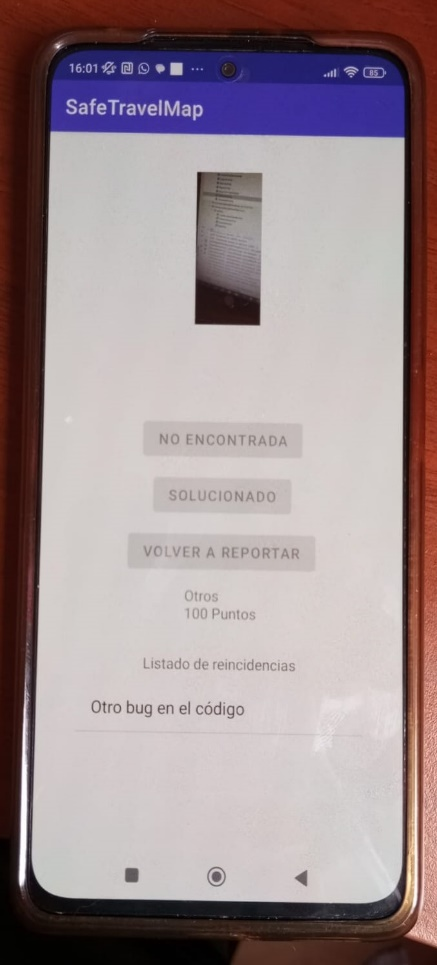 16:01
85
SafeTravelMap
NO ENCONTRADA
SOLUCIONADO
VOLVER A REPORTAR
Otros
100 Puntos
Listado de reincidencias
Otro bug en el código